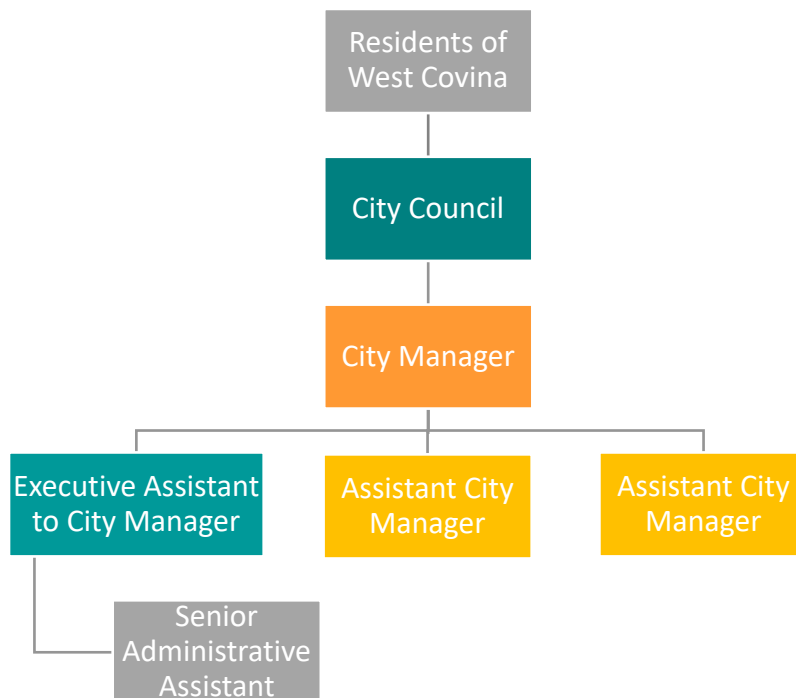 Residents of
West Covina
City Council
City Manager
Executive Assistant
to City Manager
Assistant City
Manager
Assistant City
Manager
Senior
Administrative
Assistant